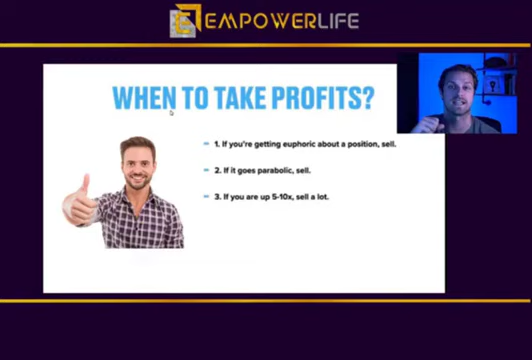 EMPOWERLIFE
WHEN TO TAKE PROFITS?
1. If you're getting euphoric about a position, sell.
2. If it goes parabolic, sell.
3. If you are up 5-10x, sell a lot.